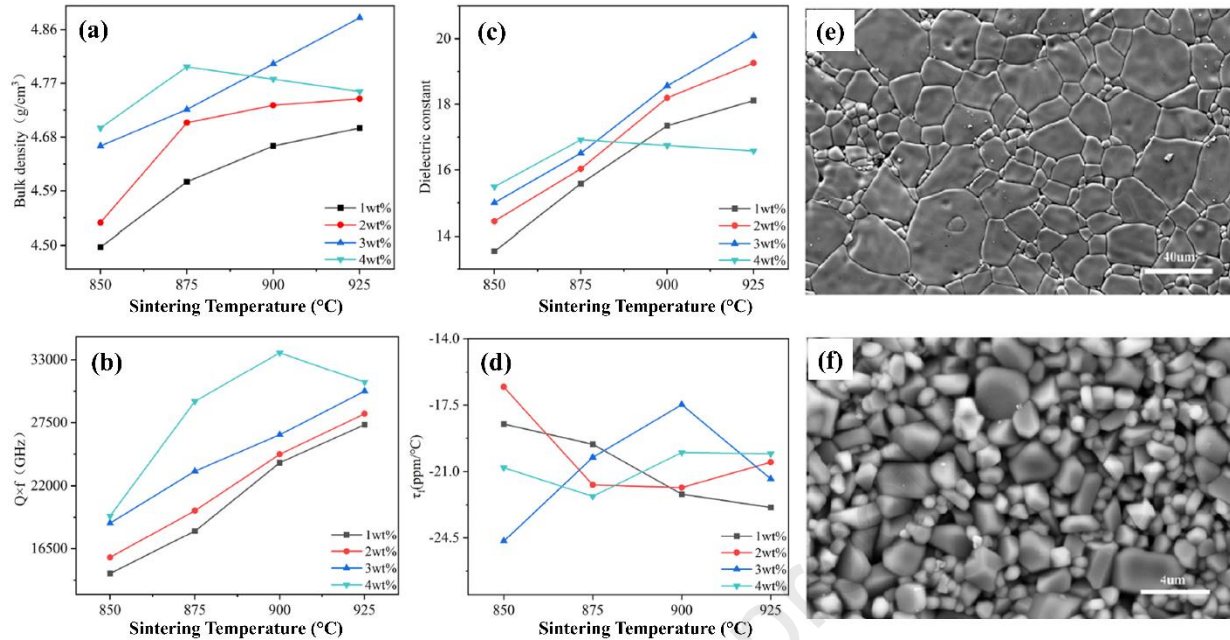 (a)
4.86
4.77
4.68
4.59
4.50
Bulk density（g/cm³）
1wt%
2wt%
3wt%
4wt%
850 875 900 925
Sintering Temperature (°C)
(c)
20
18
16
14
Dielectric constant
1wt%
2wt%
3wt%
4wt%
850 875 900 925
Sintering Temperature (°C)
(e)
40um
(b)
33000
27500
22000
16500
Q×f（GHz）
1wt%
2wt%
3wt%
4wt%
850 875 900 925
Sintering Temperature (°C)
(d)
-14.0
-17.5
-21.0
-24.5
τf(ppm/°C)
1wt%
2wt%
3wt%
4wt%
850 875 900 925
Sintering Temperature (°C)
(f)
4um